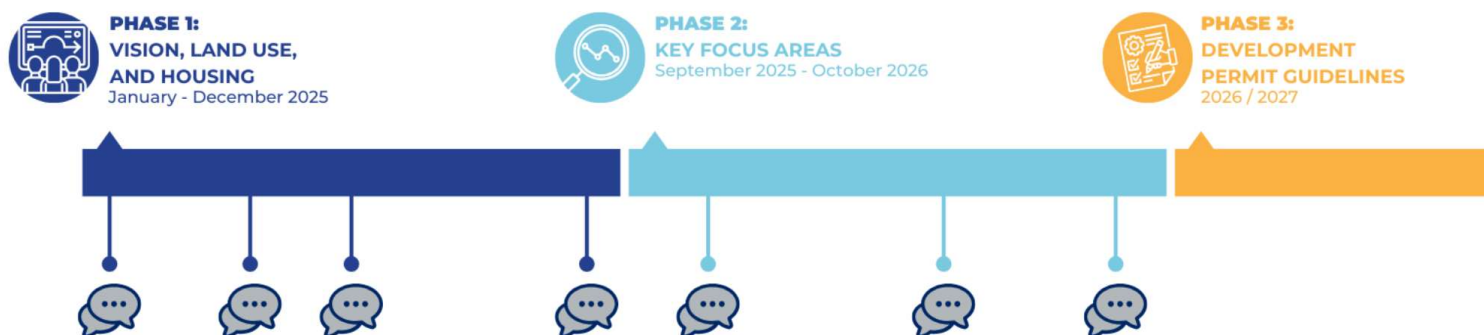 PHASE 1:
VISION, LAND USE,
AND HOUSING
January - December 2025
PHASE 2:
KEY FOCUS AREAS
September 2025 - October 2026
PHASE 3:
DEVELOPMENT
PERMIT GUIDELINES
2026 / 2027